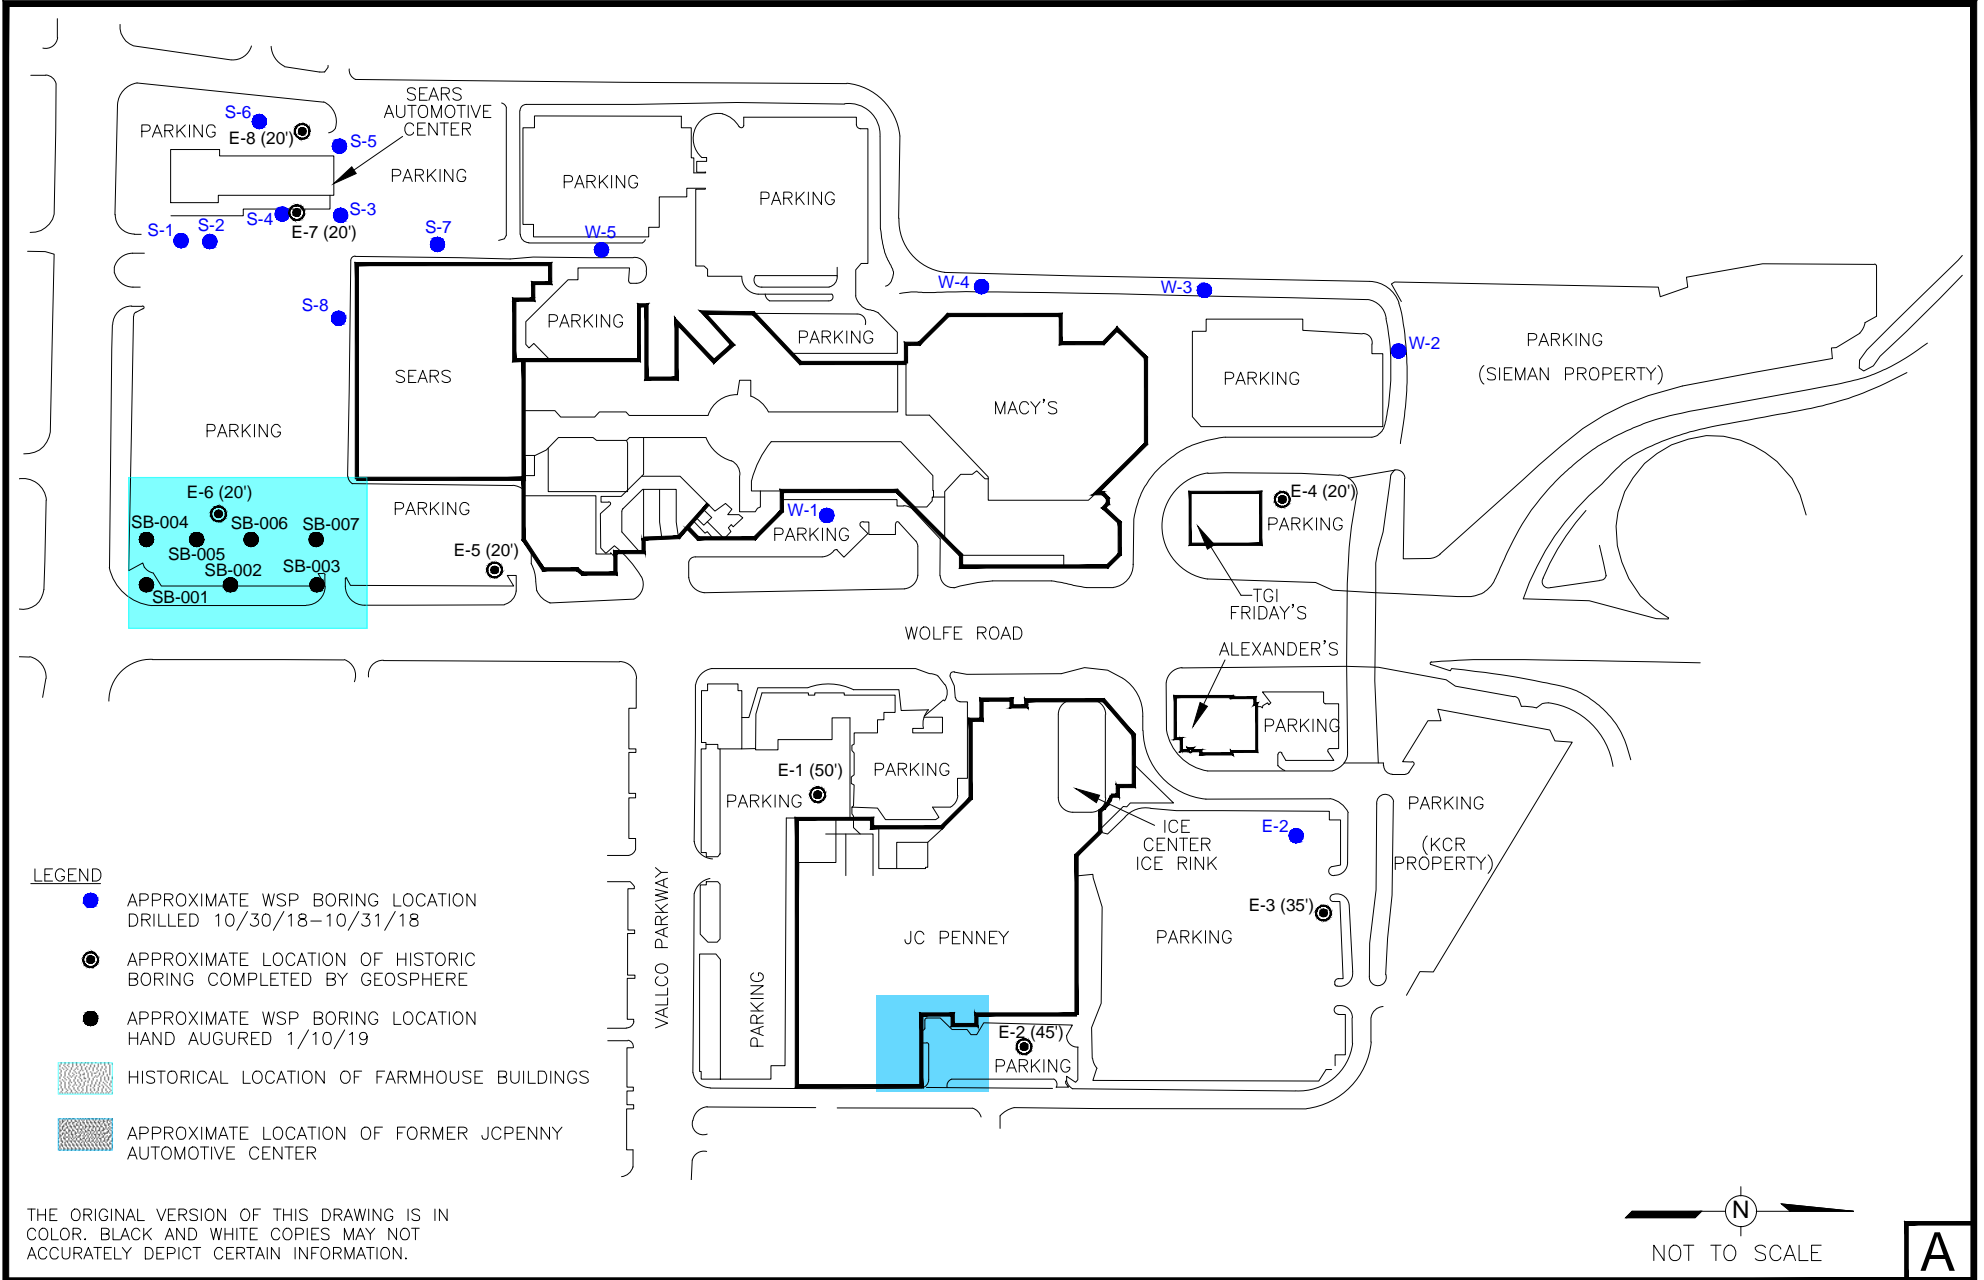 SEARS
AUTOMOTIVE
CENTER
S-6
PARKING
E-8 (20')
S-5
PARKING
PARKING
PARKING
S-4
S-3
E-7 (20')
S-1
S-2
S-7
W-5
W-4
W-3
S-8
PARKING
PARKING
W-2
PARKING
(SIEMAN PROPERTY)
SEARS
PARKING
MACY'S
PARKING
E-6 (20')
PARKING
W-1
PARKING
E-4 (20')
PARKING
SB-004
SB-006
SB-007
SB-005
SB-002
SB-003
SB-001
E-5 (20')
TGI
FRIDAY'S
WOLFE ROAD
ALEXANDER'S
PARKING
E-1 (50')
PARKING
PARKING
PARKING
(KCR
PROPERTY)
ICE
CENTER
ICE RINK
E-2
E-3 (35')
JC PENNEY
PARKING
VALLCO PARKWAY
PARKING
E-2 (45')
PARKING
LEGEND
APPROXIMATE WSP BORING LOCATION
DRILLED 10/30/18-10/31/18
APPROXIMATE LOCATION OF HISTORIC
BORING COMPLETED BY GEOSPHERE
APPROXIMATE WSP BORING LOCATION
HAND AUGURED 1/10/19
HISTORICAL LOCATION OF FARMHOUSE BUILDINGS
APPROXIMATE LOCATION OF FORMER JCPENNY
AUTOMOTIVE CENTER
THE ORIGINAL VERSION OF THIS DRAWING IS IN
COLOR. BLACK AND WHITE COPIES MAY NOT
ACCURATELY DEPICT CERTAIN INFORMATION.
N
NOT TO SCALE
A